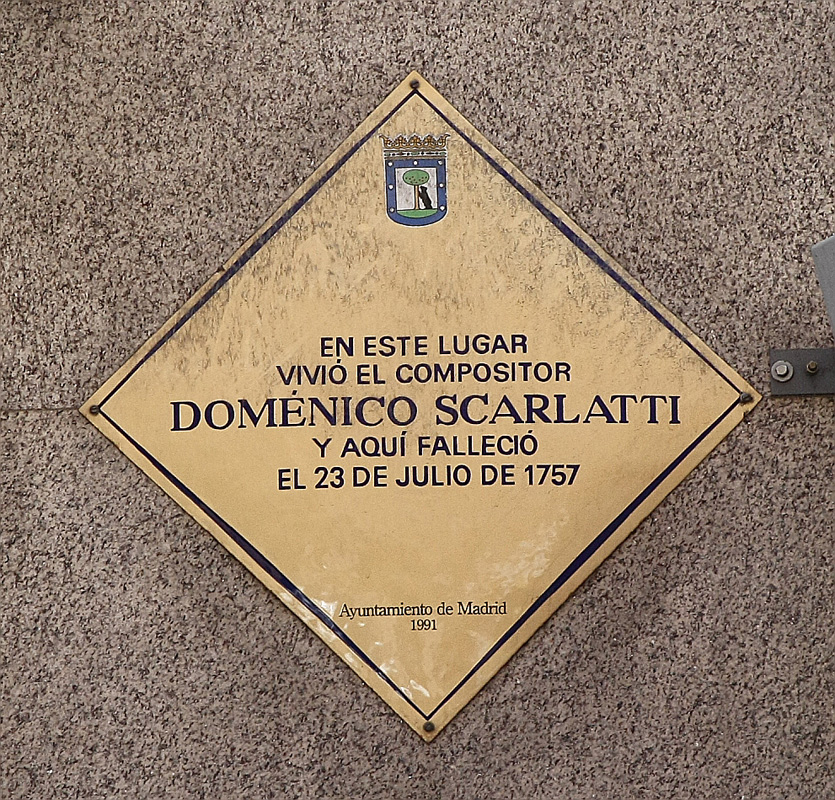 EN ESTE LUGAR
VIVIÓ EL COMPOSITOR
DOMÉNICO SCARLATTI
Y AQUÍ FALLECIÓ
EL 23 DE JULIO DE 1757
Ayuntamiento de Madrid
1991